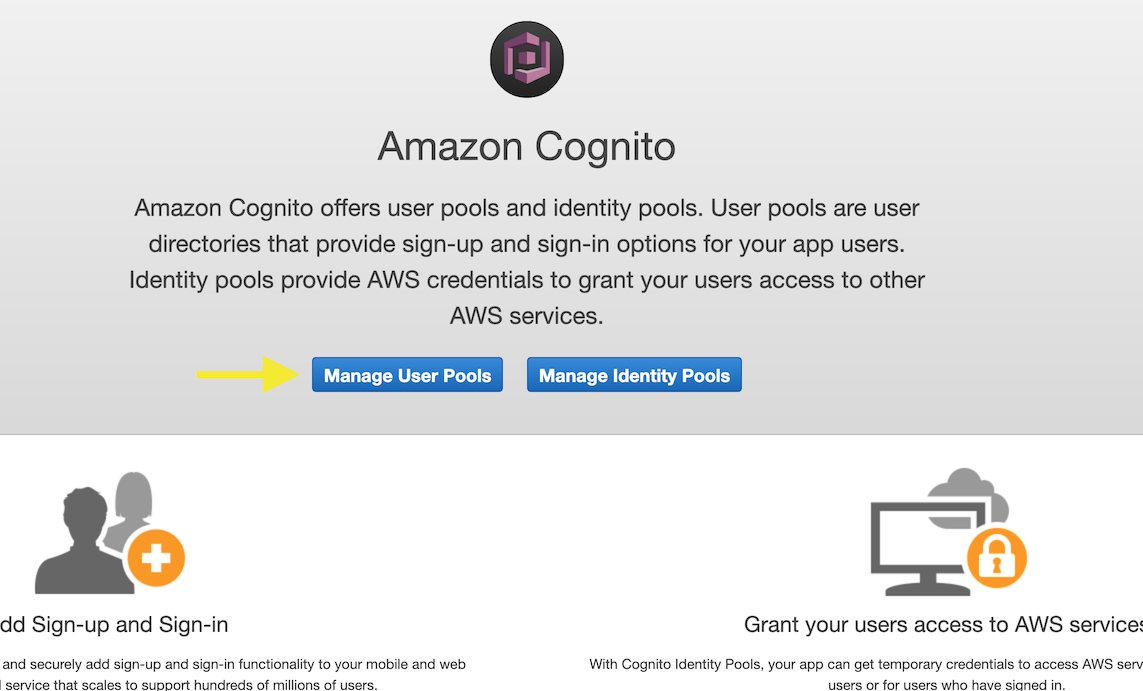 Amazon Cognito
Amazon Cognito offers user pools and identity pools. User pools are user
directories that provide sign-up and sign-in options for your app users.
Identity pools provide AWS credentials to grant your users access to other
AWS services.
Manage User Pools
Manage Identity Pools
dd Sign-up and Sign-in
and securely add sign-up and sign-in functionality to your mobile and web
service that scales to support hundreds of millions of users.
Grant your users access to AWS services
With Cognito Identity Pools, your app can get temporary credentials to access AWS serv
users or for users who have signed in.